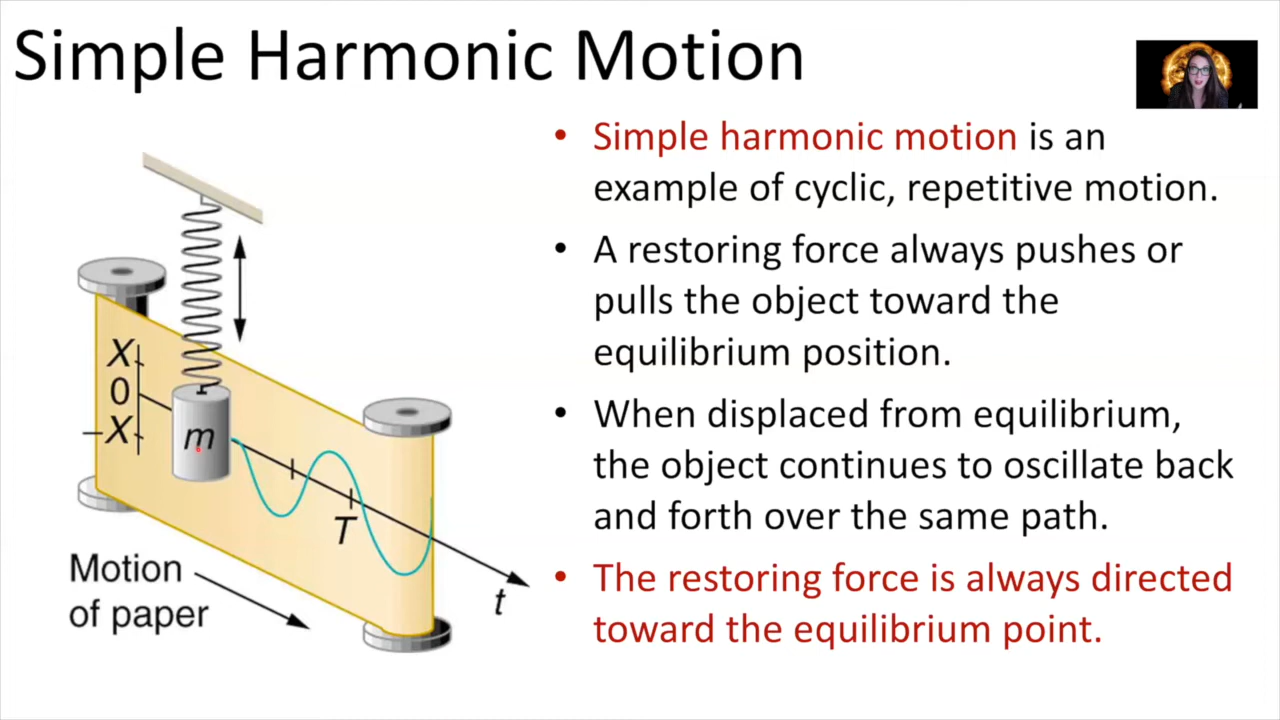 Simple Harmonic Motion
• Simple harmonic motion is an
example of cyclic, repetitive motion.
• A restoring force always pushes or
pulls the object toward the
equilibrium position.
• When displaced from equilibrium,
the object continues to oscillate back
and forth over the same path.
• The restoring force is always directed
toward the equilibrium point.
X
0
–X
m
T
t
Motion
of paper